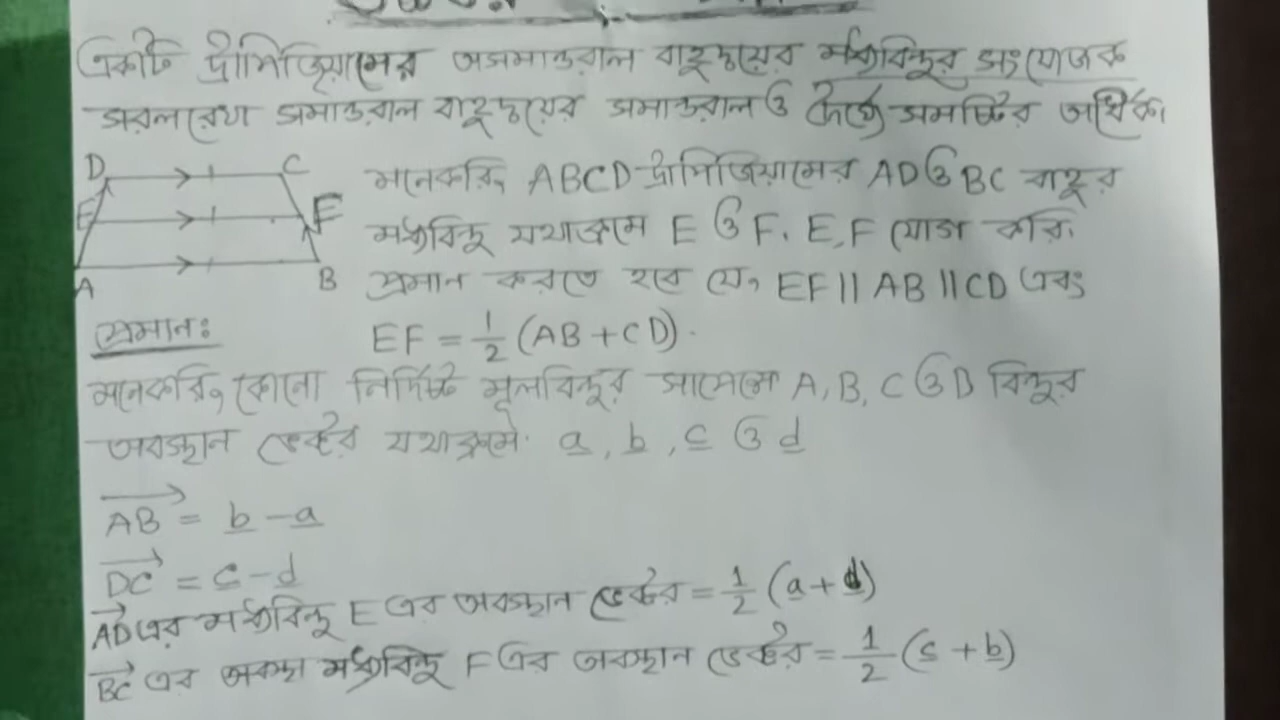 একটি ট্রাপিজিয়ামের অসমান্তরাল বাহুদ্বয়ের মধ্যবিন্দুর সংযোজক
সরলরেখা সমান্তরাল বাহুদ্বয়ের সমান্তরাল ও দৈর্ঘ্যে সমষ্টির অর্ধেক।
D C
E F
A B
মনেকরি, ABCD ট্রাপিজিয়ামের AD ও BC বাহুর
মধ্যবিন্দু যথাক্রমে E ও F. E, F যোগ করি।
প্রমান করতে হবে যে, EF || AB || CD এবং
EF = 1/2 (AB + CD).
প্রমান:
মনেকরি, কোনো নির্দিষ্ট মূলবিন্দুর সাপেক্ষে A, B, C ও D বিন্দুর
অবস্থান ভেক্টর যথাক্রমে a, b, c ও d
AB = b - a
DC = c - d
AD এর মধ্যবিন্দু E এর অবস্থান ভেক্টর = 1/2 (a + d)
BC এর মধ্যবিন্দু F এর অবস্থান ভেক্টর = 1/2 (c + b)